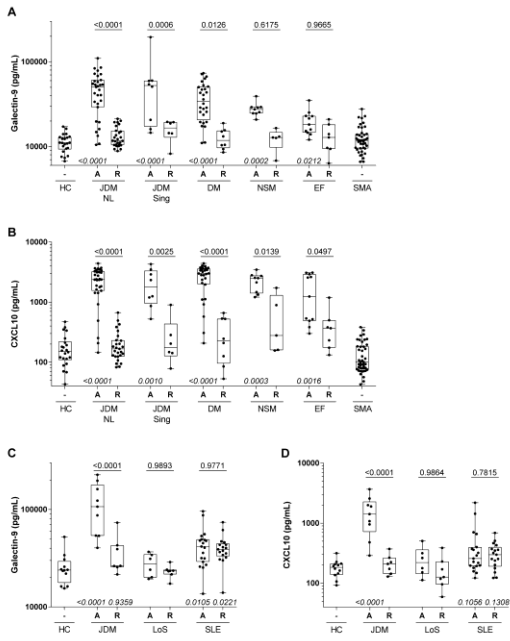 A
<0.0001 0.0006 0.0126 0.6175 0.9665
100000
Galectin-9 (pg/mL)
10000
<0.0001 <0.0001 <0.0001 0.0002 0.0212
- A R A R A R A R A R -
HC JDM JDM DM NSM EF SMA
NL Sing
B
<0.0001 0.0025 <0.0001 0.0139 0.0497
10000
1000
CXCL10 (pg/mL)
100
<0.0001 0.0010 <0.0001 0.0003 0.0016
- A R A R A R A R A R -
HC JDM JDM DM NSM EF SMA
NL Sing
C
<0.0001 0.9893 0.9771
100000
Galectin-9 (pg/mL)
10000
<0.0001 0.9359 0.0105 0.0221
- A R A R A R
HC JDM LoS SLE
D
<0.0001 0.9864 0.7815
10000
1000
CXCL10 (pg/mL)
100
<0.0001 0.1056 0.1308
- A R A R A R
HC JDM LoS SLE